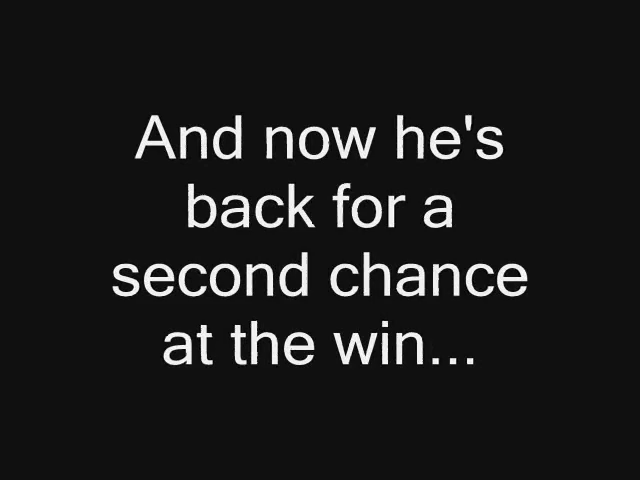 And now he's
back for a
second chance
at the win...